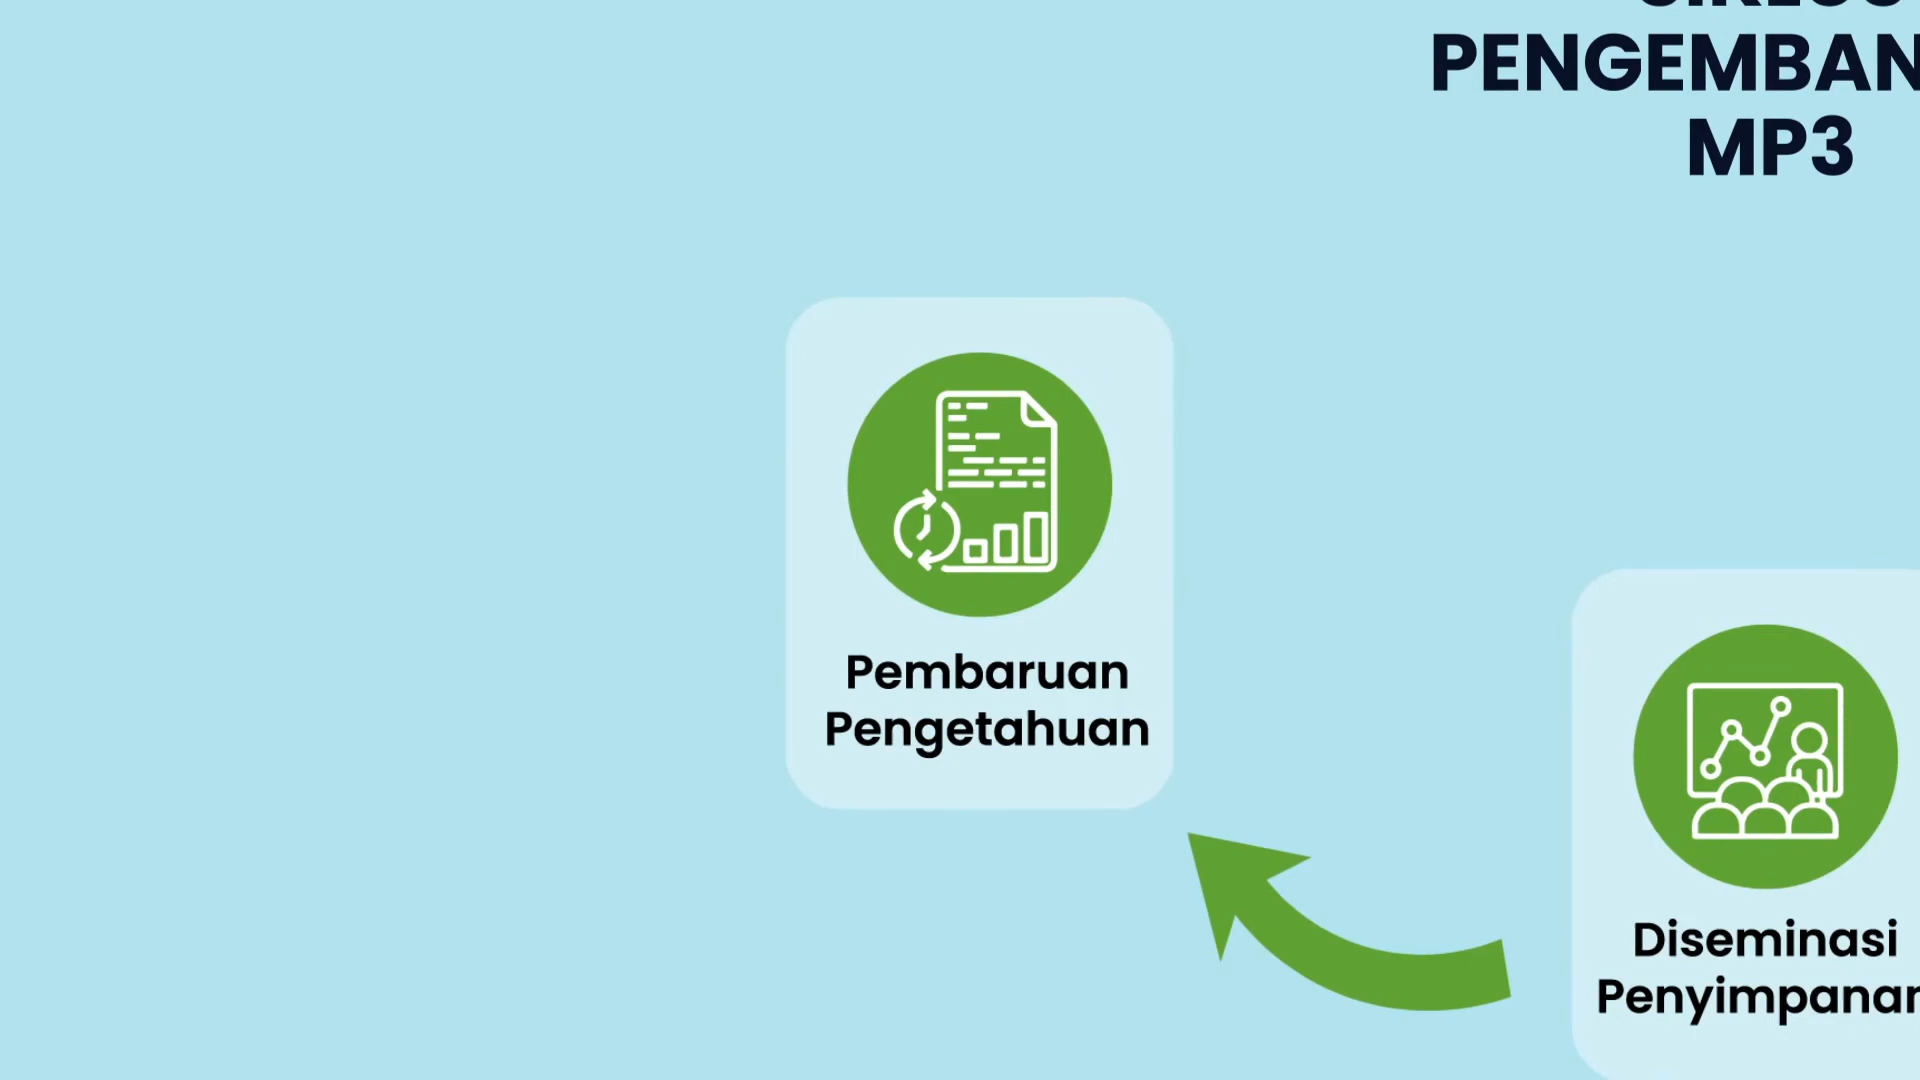 PENGEMBAN
MP3
Pembaruan
Pengetahuan
Diseminasi
Penyimpanan